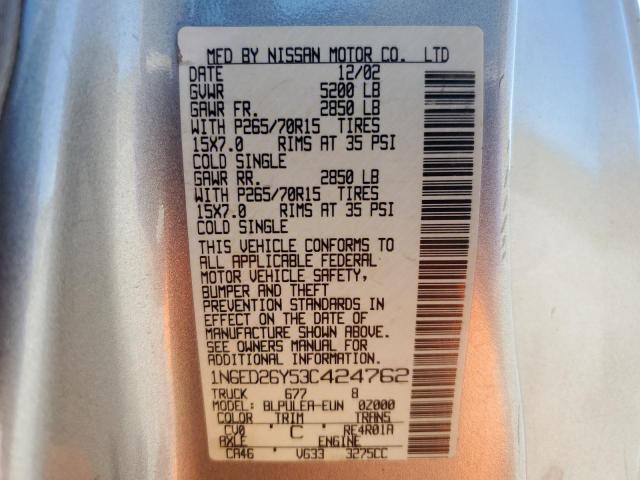 MFD BY NISSAN MOTOR CO. LTD
DATE 12/02
GVWR 5200 LB
GAWR FR. 2850 LB
WITH P265/70R15 TIRES
15X7.0 RIMS AT 35 PSI
COLD SINGLE
GAWR RR. 2850 LB
WITH P265/70R15 TIRES
15X7.0 RIMS AT 35 PSI
COLD SINGLE
THIS VEHICLE CONFORMS TO
ALL APPLICABLE FEDERAL
MOTOR VEHICLE SAFETY,
BUMPER AND THEFT
PREVENTION STANDARDS IN
EFFECT ON THE DATE OF
MANUFACTURE SHOWN ABOVE.
SEE OWNERS MANUAL FOR
ADDITIONAL INFORMATION.
1N6ED26Y53C424762
TRUCK 677 8
MODEL: BLPULEA-EUN 0Z000
COLOR TRIM TRANS
CV0 C RE4R01A
AXLE ENGINE
CA46 VG33 3275CC